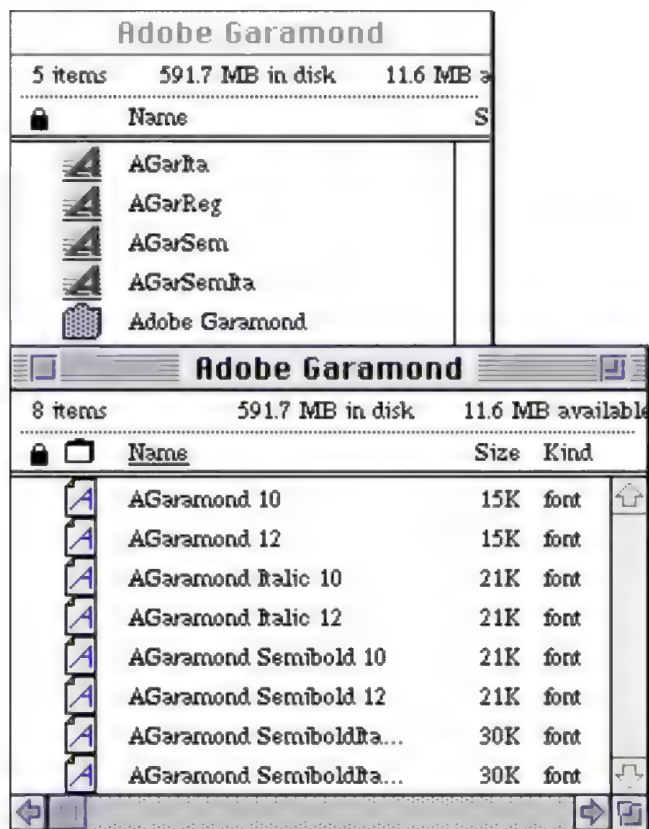 Adobe Garamond
5 items 591.7 MB in disk 11.6 MB a
Name S
AGarIta
AGarReg
AGarSem
AGarSemIta
Adobe Garamond
Adobe Garamond
8 items 591.7 MB in disk 11.6 MB available
Name Size Kind
AGaramond 10 15K font
AGaramond 12 15K font
AGaramond Italic 10 21K font
AGaramond Italic 12 21K font
AGaramond Semibold 10 21K font
AGaramond Semibold 12 21K font
AGaramond SemiboldIta... 30K font
AGaramond SemiboldIta... 30K font